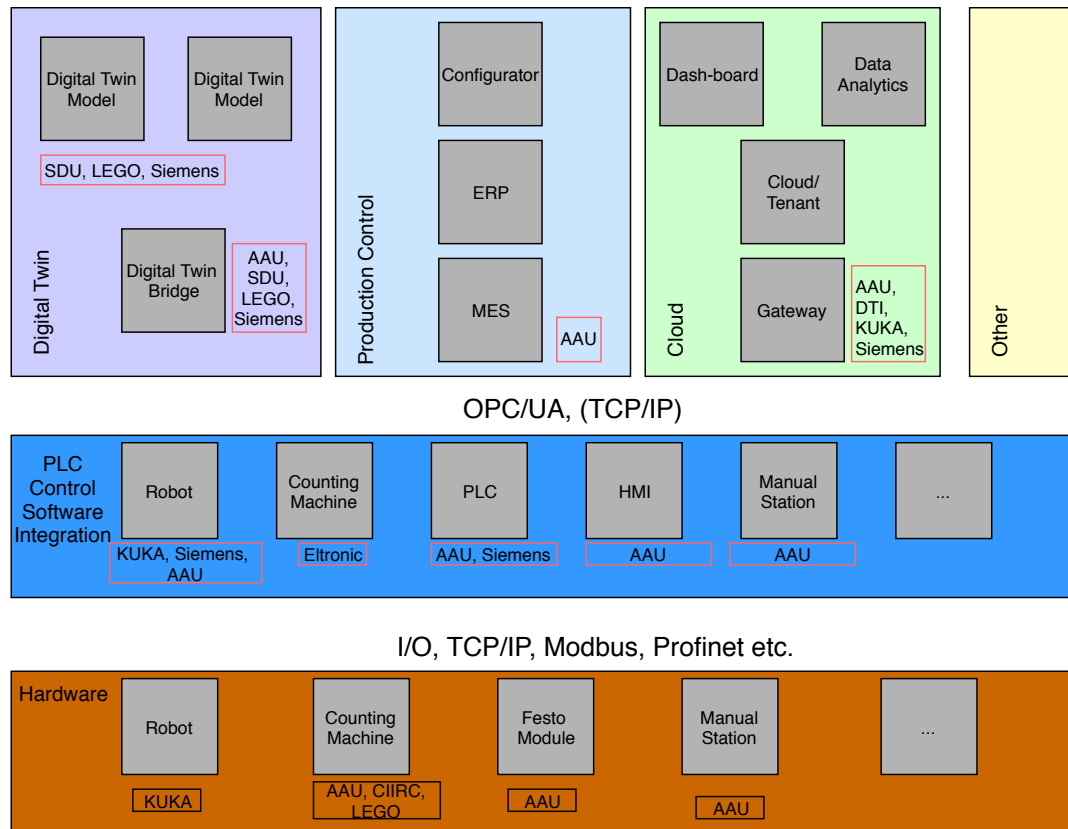 Digital Twin
Model
Digital Twin
Model
SDU, LEGO, Siemens
Digital Twin
Bridge
AAU,
SDU,
LEGO,
Siemens
Digital Twin
Configurator
ERP
MES
AAU
Production Control
Dash-board
Data
Analytics
Cloud/
Tenant
Gateway
AAU,
DTI,
KUKA,
Siemens
Cloud
Other
OPC/UA, (TCP/IP)
PLC
Control
Software
Integration
Robot
KUKA, Siemens,
AAU
Counting
Machine
Eltronic
PLC
AAU, Siemens
HMI
AAU
Manual
Station
AAU
...
I/O, TCP/IP, Modbus, Profinet etc.
Hardware
Robot
KUKA
Counting
Machine
AAU, CIIRC,
LEGO
Festo
Module
AAU
Manual
Station
AAU
...